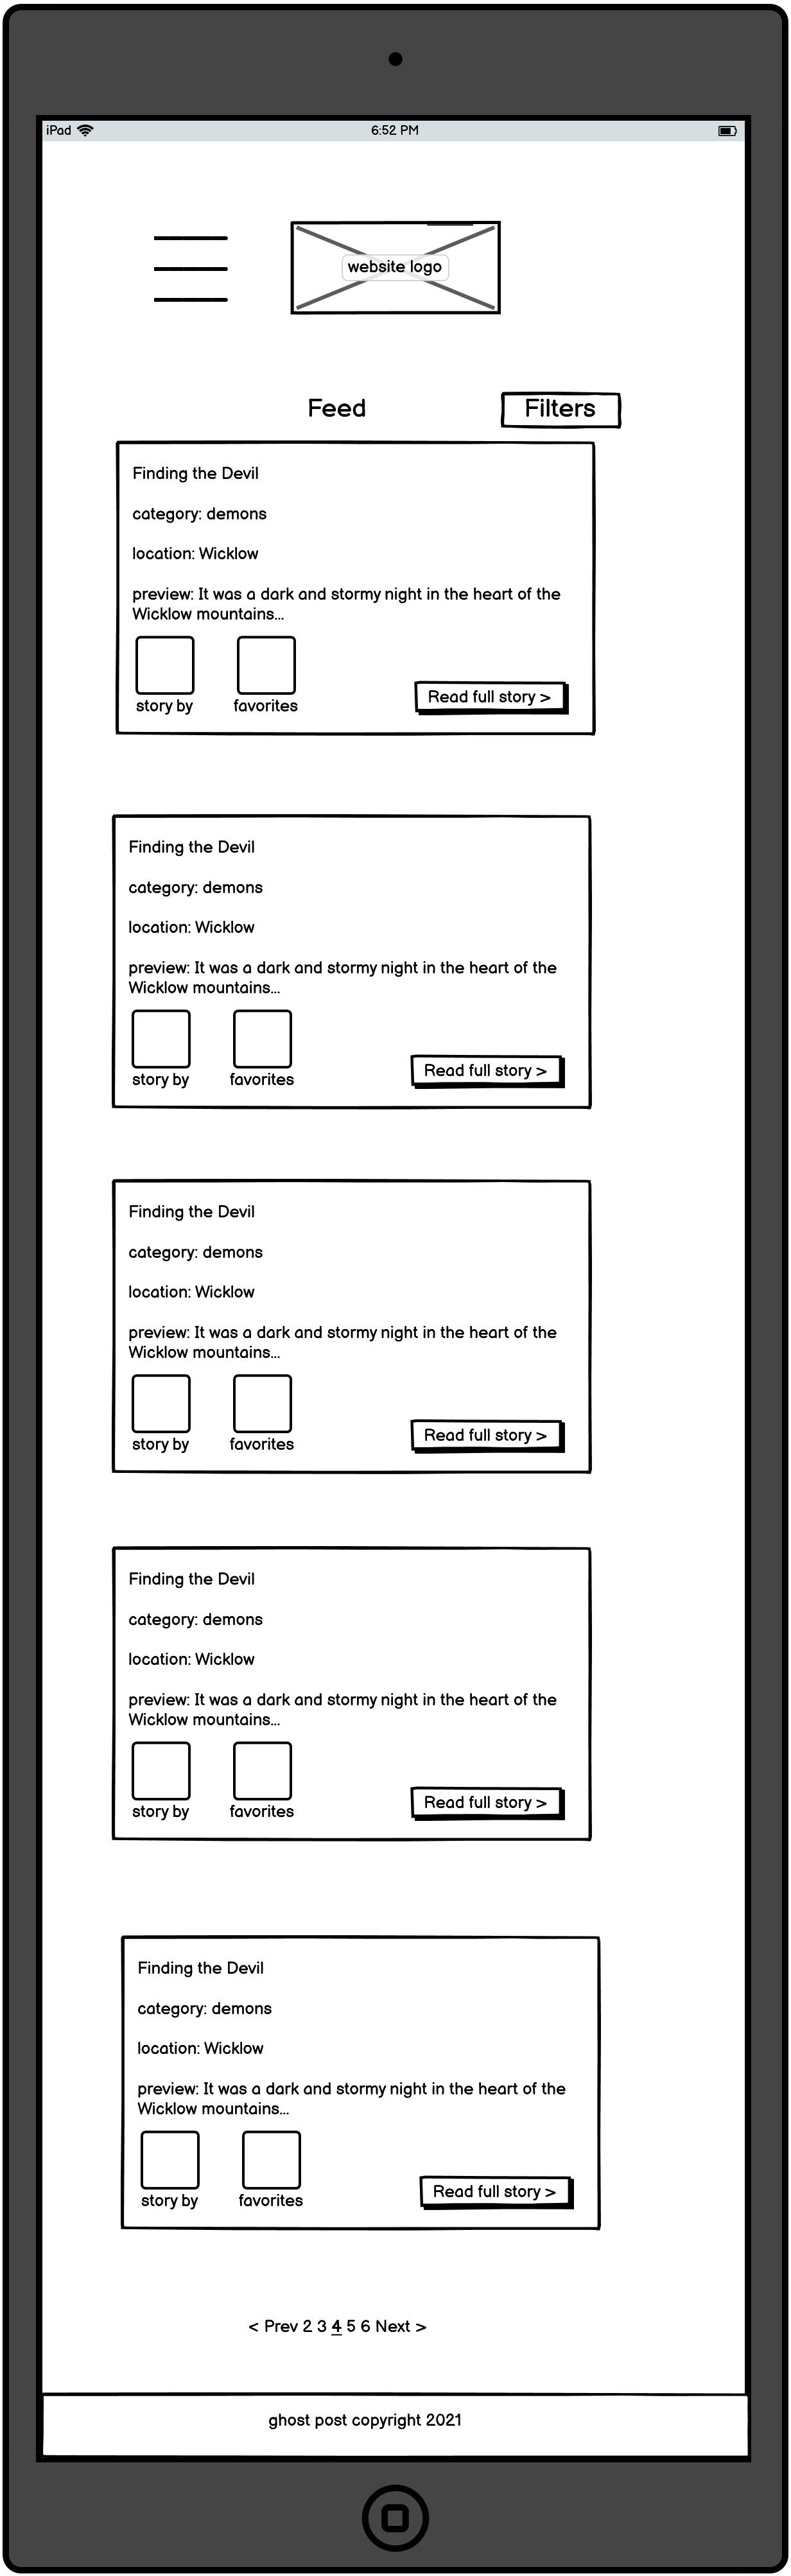 iPad 6:52 PM
website logo
Feed Filters
Finding the Devil
category: demons
location: Wicklow
preview: It was a dark and stormy night in the heart of the
Wicklow mountains...
story by favorites Read full story >
Finding the Devil
category: demons
location: Wicklow
preview: It was a dark and stormy night in the heart of the
Wicklow mountains...
story by favorites Read full story >
Finding the Devil
category: demons
location: Wicklow
preview: It was a dark and stormy night in the heart of the
Wicklow mountains...
story by favorites Read full story >
Finding the Devil
category: demons
location: Wicklow
preview: It was a dark and stormy night in the heart of the
Wicklow mountains...
story by favorites Read full story >
Finding the Devil
category: demons
location: Wicklow
preview: It was a dark and stormy night in the heart of the
Wicklow mountains...
story by favorites Read full story >
< Prev 2 3 4 5 6 Next >
ghost post copyright 2021